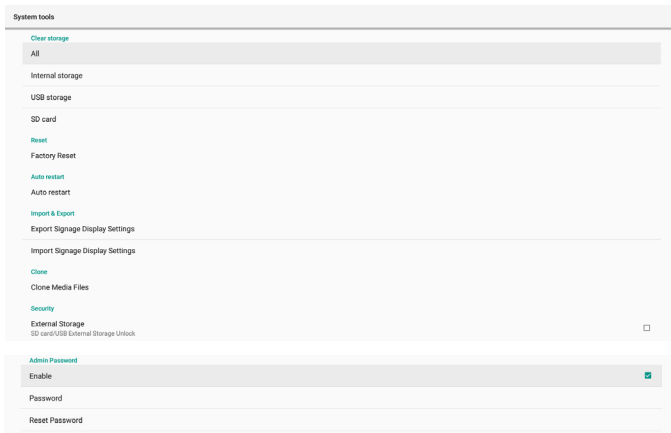 System tools
Clear storage
All
Internal storage
USB storage
SD card
Reset
Factory Reset
Auto restart
Auto restart
Import & Export
Export Signage Display Settings
Import Signage Display Settings
Clone
Clone Media Files
Security
External Storage
SD card/USB External Storage Unlock
Admin Password
Enable
Password
Reset Password